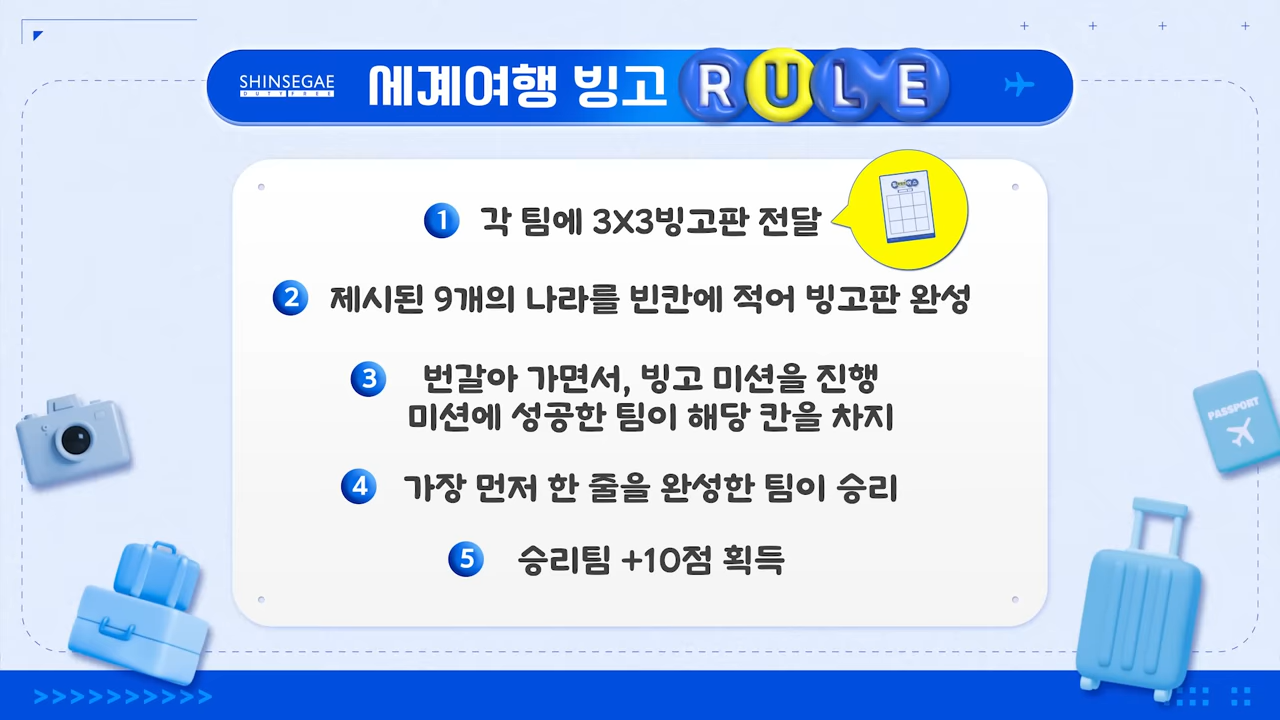 SHINSEGAE
DUTY FREE
세계여행 빙고 RULE
1 각 팀에 3X3빙고판 전달
2 제시된 9개의 나라를 빈칸에 적어 빙고판 완성
3 번갈아 가면서, 빙고 미션을 진행
미션에 성공한 팀이 해당 칸을 차지
4 가장 먼저 한 줄을 완성한 팀이 승리
5 승리팀 +10점 획득
PASSPORT